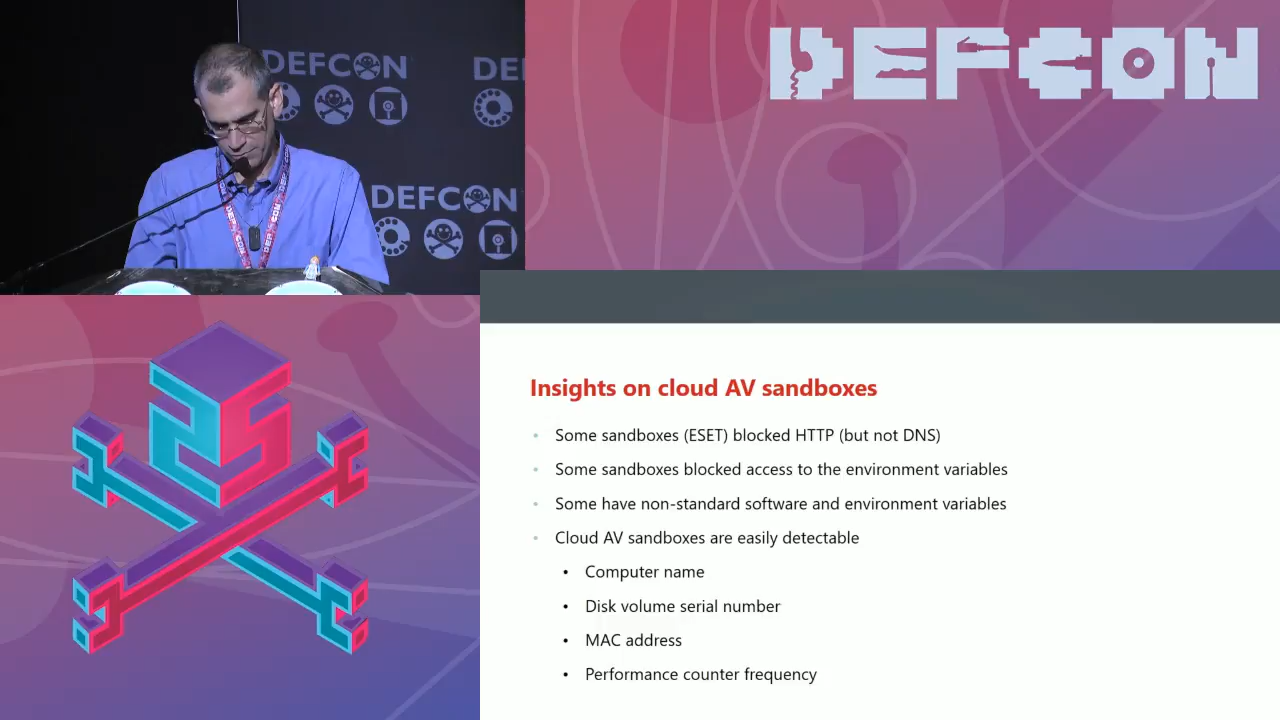 DEFCON
DE
DEFCON
DEFCON
DEFCON
Insights on cloud AV sandboxes
Some sandboxes (ESET) blocked HTTP (but not DNS)
Some sandboxes blocked access to the environment variables
Some have non-standard software and environment variables
Cloud AV sandboxes are easily detectable
Computer name
Disk volume serial number
MAC address
Performance counter frequency